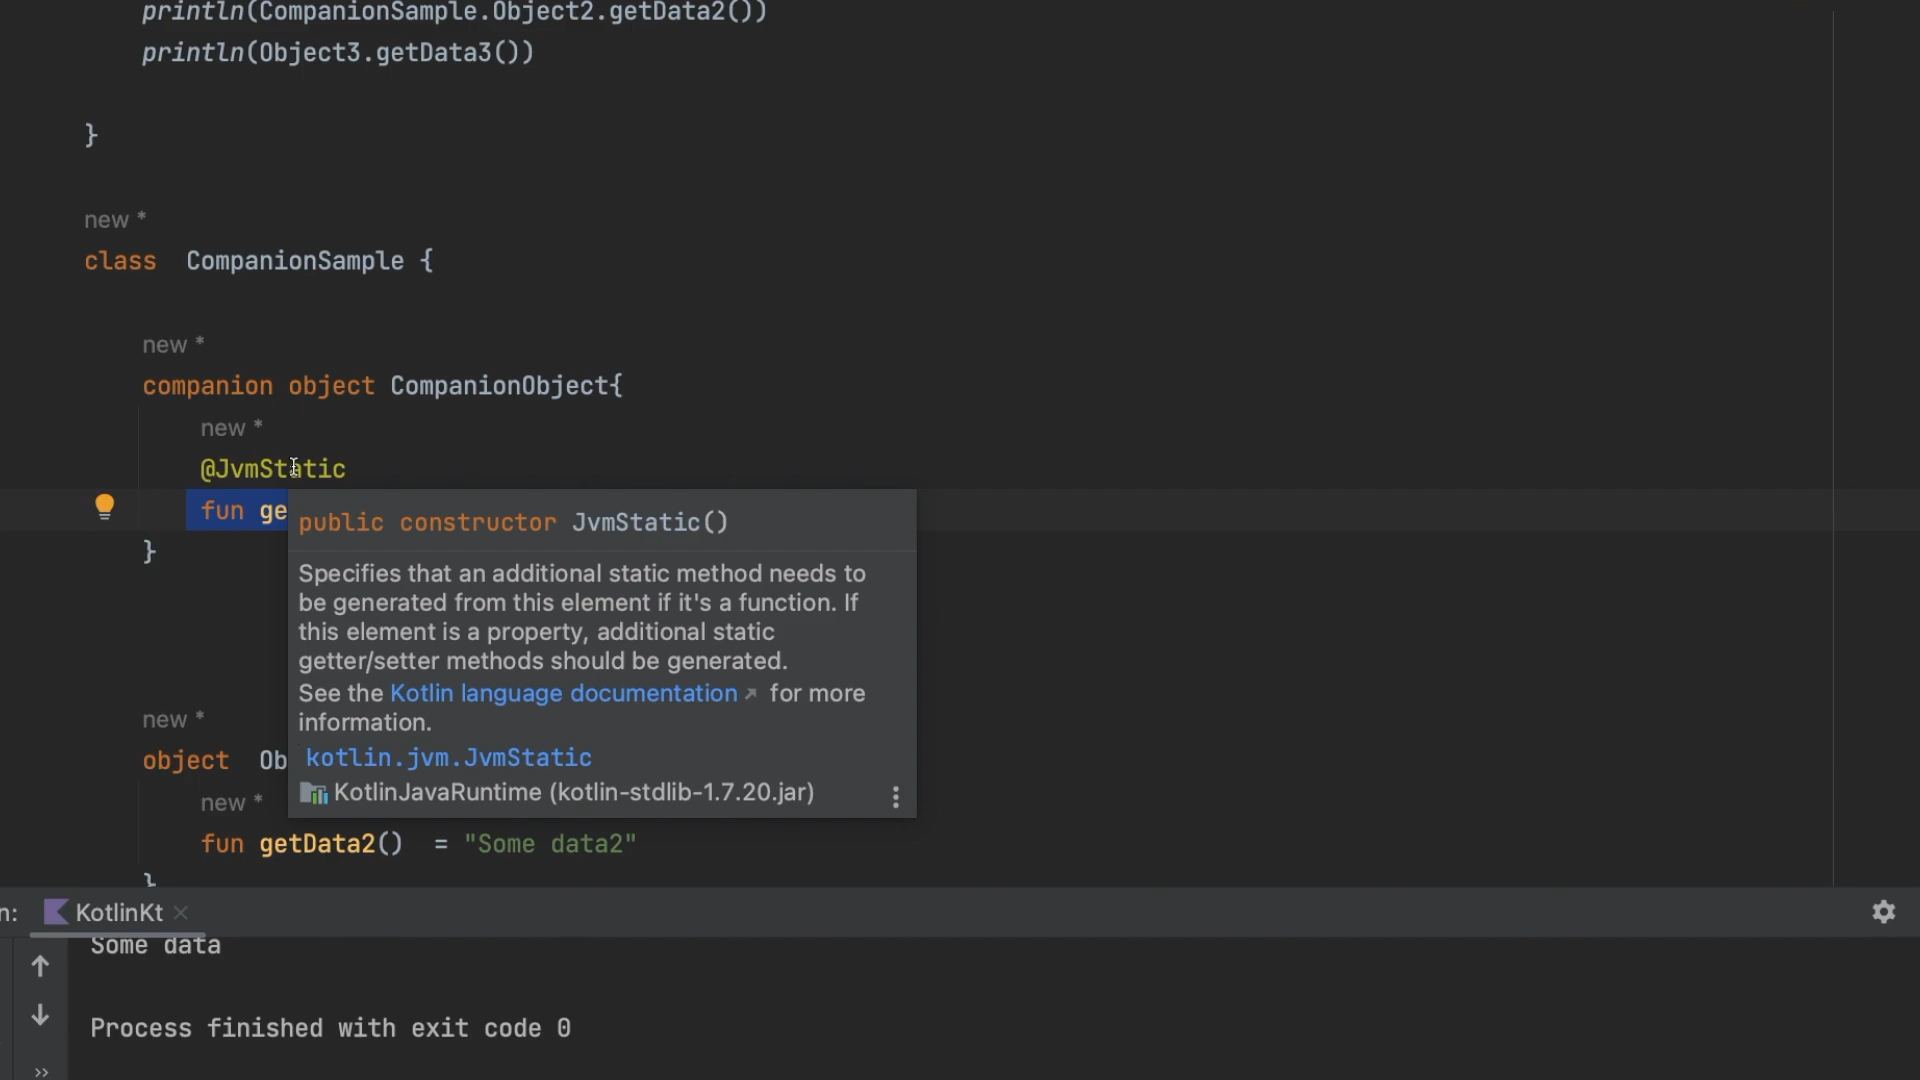 println(CompanionSample.Object2.getData2())
println(Object3.getData3())
}
new *
class  CompanionSample {
new *
companion object CompanionObject{
new *
@JvmStatic
fun ge
public constructor JvmStatic()
}
Specifies that an additional static method needs to
be generated from this element if it's a function. If
this element is a property, additional static
getter/setter methods should be generated.
See the Kotlin language documentation ↗ for more
information.
new *
kotlin.jvm.JvmStatic
object  Ob
KotlinJavaRuntime (kotlin-stdlib-1.7.20.jar)
new *
fun getData2()  = "Some data2"
}
n: KotlinKt ×
Some data
Process finished with exit code 0